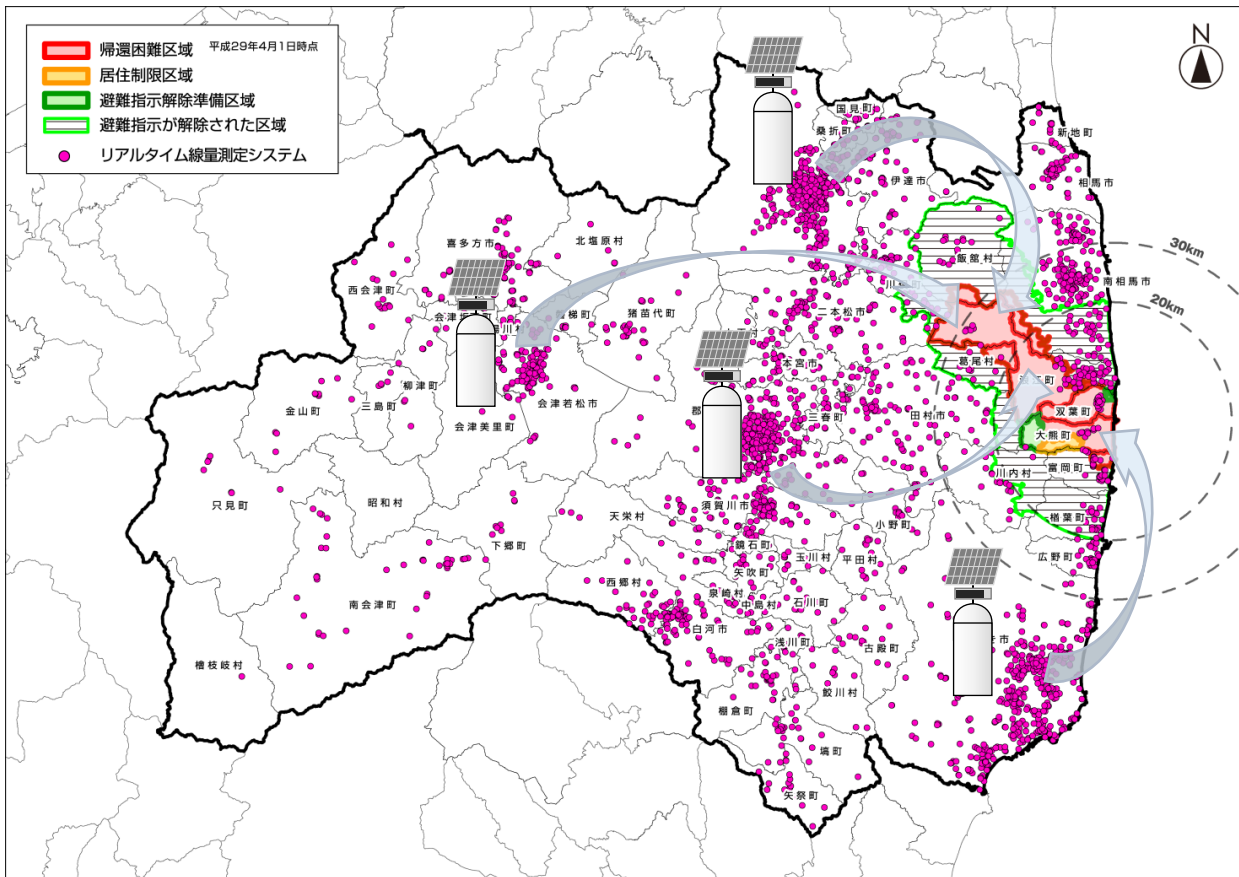 帰還困難区域 平成29年4月1日時点
居住制限区域
避難指示解除準備区域
避難指示が解除された区域
リアルタイム線量測定システム
N
国見町
桑折町
新地町
伊達市
相馬市
喜多方市
北塩原村
飯舘村
30km
西会津町
南相馬市
猪苗代町
二本松市
20km
本宮市
葛尾村
柳津町
金山町
三島町
会津若松市
三春町
田村市
双葉町
会津美里町
大熊町
富岡町
川内村
只見町
昭和村
須賀川市
天栄村
楢葉町
小野町
下郷町
鏡石町
玉川村
平田村
広野町
矢吹町
西郷村
泉崎村
中島村
石川町
南会津町
白河市
浅川町
古殿町
市
檜枝岐村
鮫川村
棚倉町
塙町
矢祭町